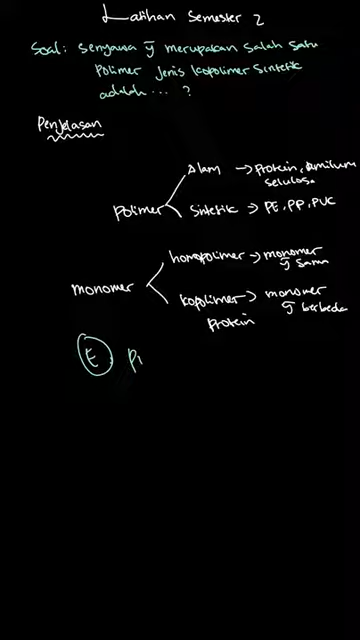 Latihan Semester 2
Soal: Senyawa yg merupakan salah satu
Polimer jenis kopolimer sintetik
adalah ... ?
Penjelasan
Alam → protein, amilum
selulosa
polimer
Sintetik → PE, PP, PVC
homopolimer → monomer
yg sama
monomer
kopolimer → monomer
yg berbeda
protein
E. Pr